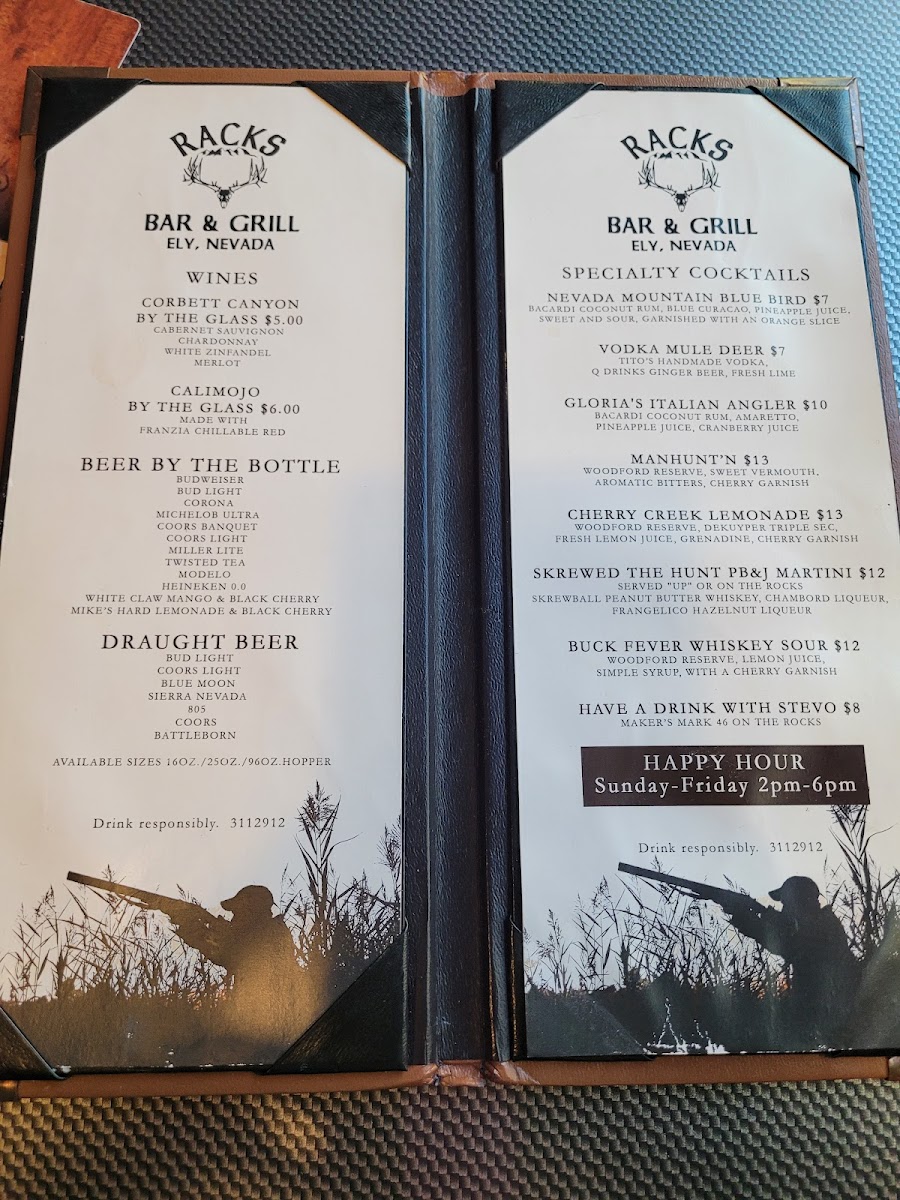 RACKS
BAR & GRILL
ELY, NEVADA
WINES
CORBETT CANYON
BY THE GLASS $5.00
CABERNET SAUVIGNON
CHARDONNAY
WHITE ZINFANDEL
MERLOT
CALIMOJO
BY THE GLASS $6.00
MADE WITH
FRANZIA CHILLABLE RED
BEER BY THE BOTTLE
BUDWEISER
BUD LIGHT
CORONA
MICHELOB ULTRA
COORS BANQUET
COORS LIGHT
MILLER LITE
TWISTED TEA
MODELO
HEINEKEN 0.0
WHITE CLAW MANGO & BLACK CHERRY
MIKE'S HARD LEMONADE & BLACK CHERRY
DRAUGHT BEER
BUD LIGHT
COORS LIGHT
BLUE MOON
SIERRA NEVADA
805
COORS
BATTLEBORN
AVAILABLE SIZES 16OZ./25OZ./96OZ.HOPPER
Drink responsibly. 3112912
RACKS
BAR & GRILL
ELY, NEVADA
SPECIALTY COCKTAILS
NEVADA MOUNTAIN BLUE BIRD $7
BACARDI COCONUT RUM, BLUE CURACAO, PINEAPPLE JUICE,
SWEET AND SOUR, GARNISHED WITH AN ORANGE SLICE
VODKA MULE DEER $7
TITO'S HANDMADE VODKA,
Q DRINKS GINGER BEER, FRESH LIME
GLORIA'S ITALIAN ANGLER $10
BACARDI COCONUT RUM, AMARETTO,
PINEAPPLE JUICE, CRANBERRY JUICE
MANHUNT'N $13
WOODFORD RESERVE, SWEET VERMOUTH,
AROMATIC BITTERS, CHERRY GARNISH
CHERRY CREEK LEMONADE $13
WOODFORD RESERVE, DEKUYPER TRIPLE SEC,
FRESH LEMON JUICE, GRENADINE, CHERRY GARNISH
SKREWED THE HUNT PB&J MARTINI $12
SERVED "UP" OR ON THE ROCKS
SKREWBALL PEANUT BUTTER WHISKEY, CHAMBORD LIQUEUR,
FRANGELICO HAZELNUT LIQUEUR
BUCK FEVER WHISKEY SOUR $12
WOODFORD RESERVE, LEMON JUICE,
SIMPLE SYRUP, WITH A CHERRY GARNISH
HAVE A DRINK WITH STEVO $8
MAKER'S MARK 46 ON THE ROCKS
HAPPY HOUR
Sunday-Friday 2pm-6pm
Drink responsibly. 3112912